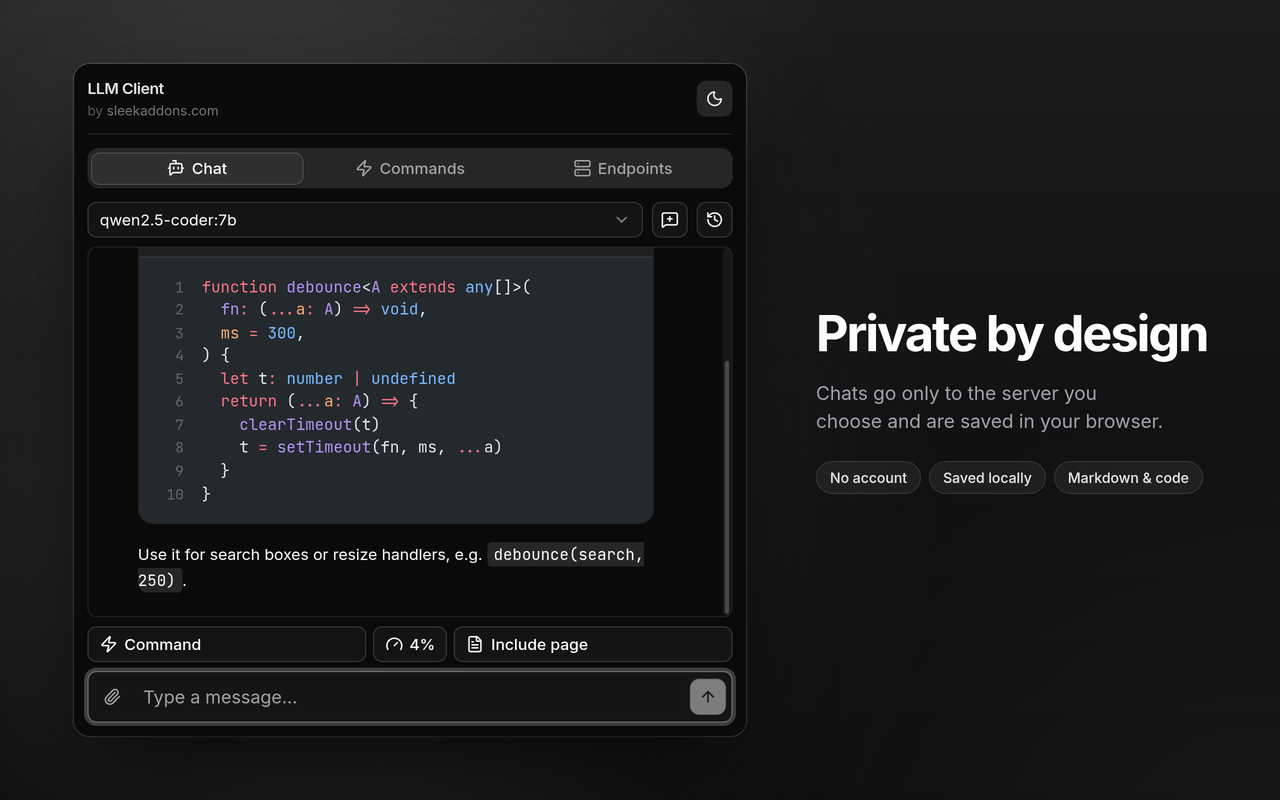 LLM Client
by sleekaddons.com
Chat
Commands
Endpoints
qwen2.5-coder:7b
1 function debounce<A extends any[]>(
2   fn: (...a: A) => void,
3   ms = 300,
4 ) {
5   let t: number | undefined
6   return (...a: A) => {
7     clearTimeout(t)
8     t = setTimeout(fn, ms, ...a)
9   }
10 }
Use it for search boxes or resize handlers, e.g. debounce(search,
250) .
Command
4%
Include page
Type a message...
Private by design
Chats go only to the server you
choose and are saved in your browser.
No account
Saved locally
Markdown & code